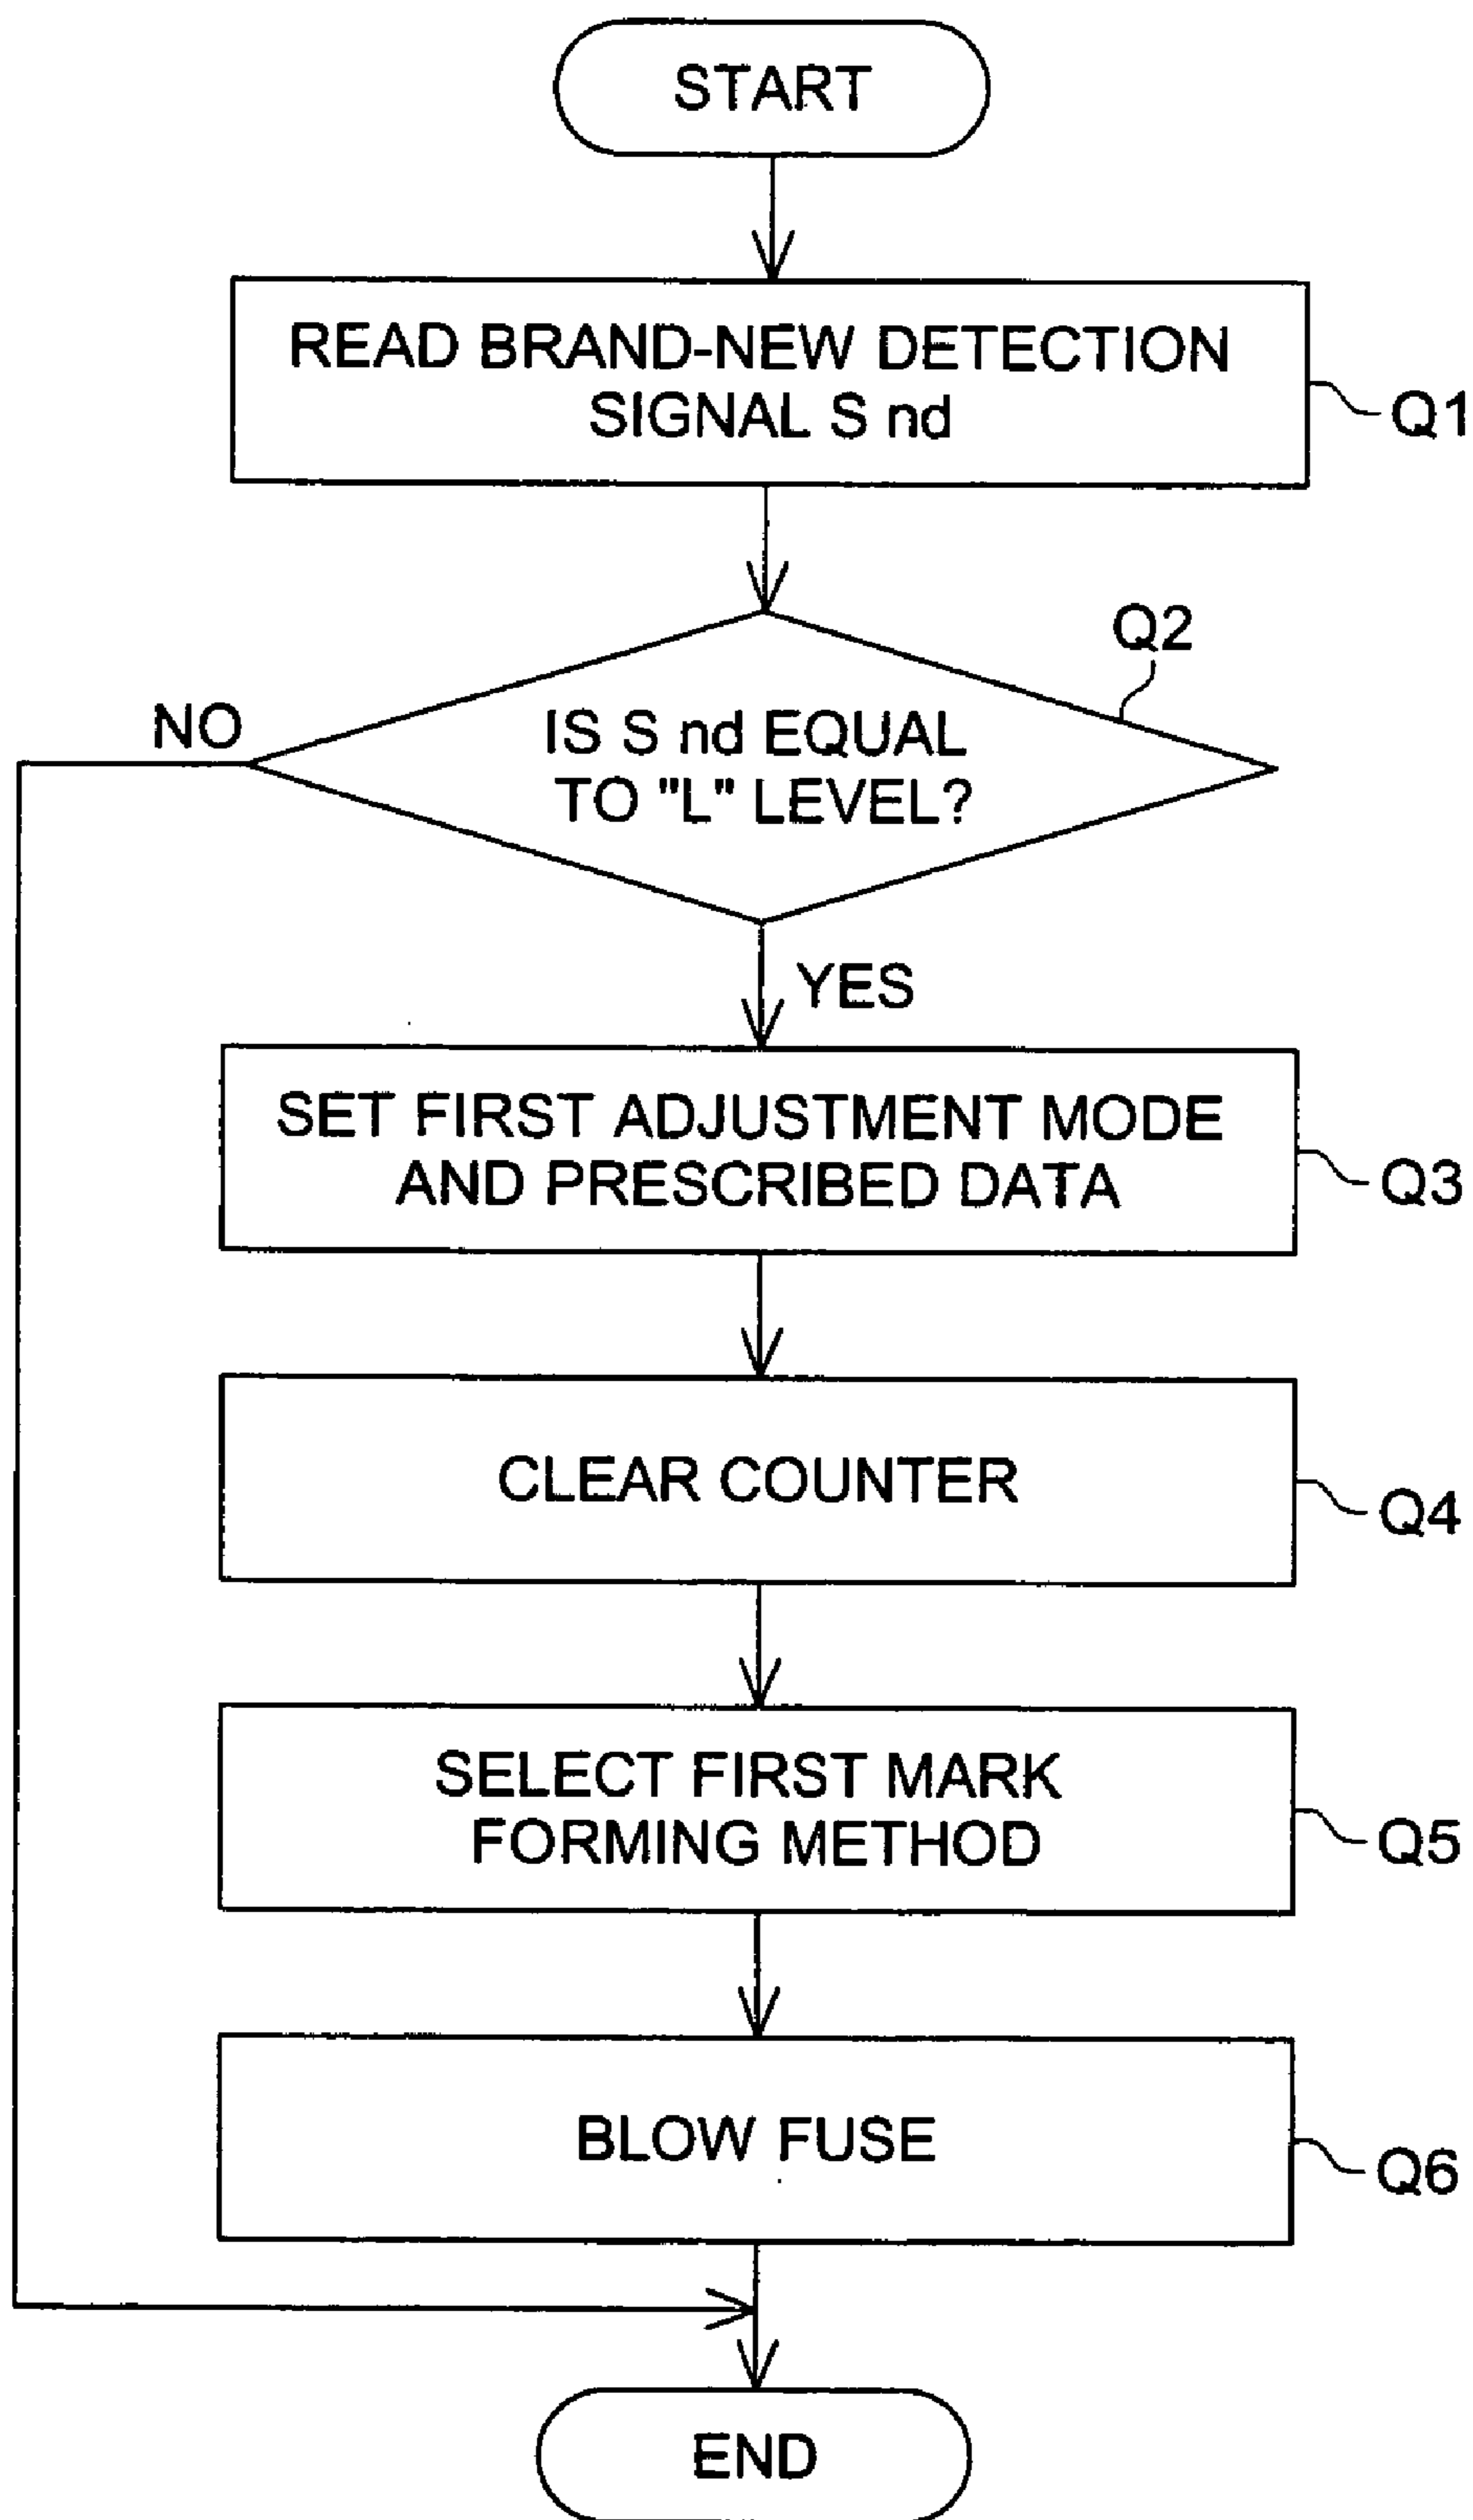 START
READ BRAND-NEW DETECTION
SIGNAL S nd
Q1
Q2
NO
IS S nd EQUAL
TO "L" LEVEL?
YES
SET FIRST ADJUSTMENT MODE
AND PRESCRIBED DATA
Q3
CLEAR COUNTER
Q4
SELECT FIRST MARK
FORMING METHOD
Q5
BLOW FUSE
Q6
END